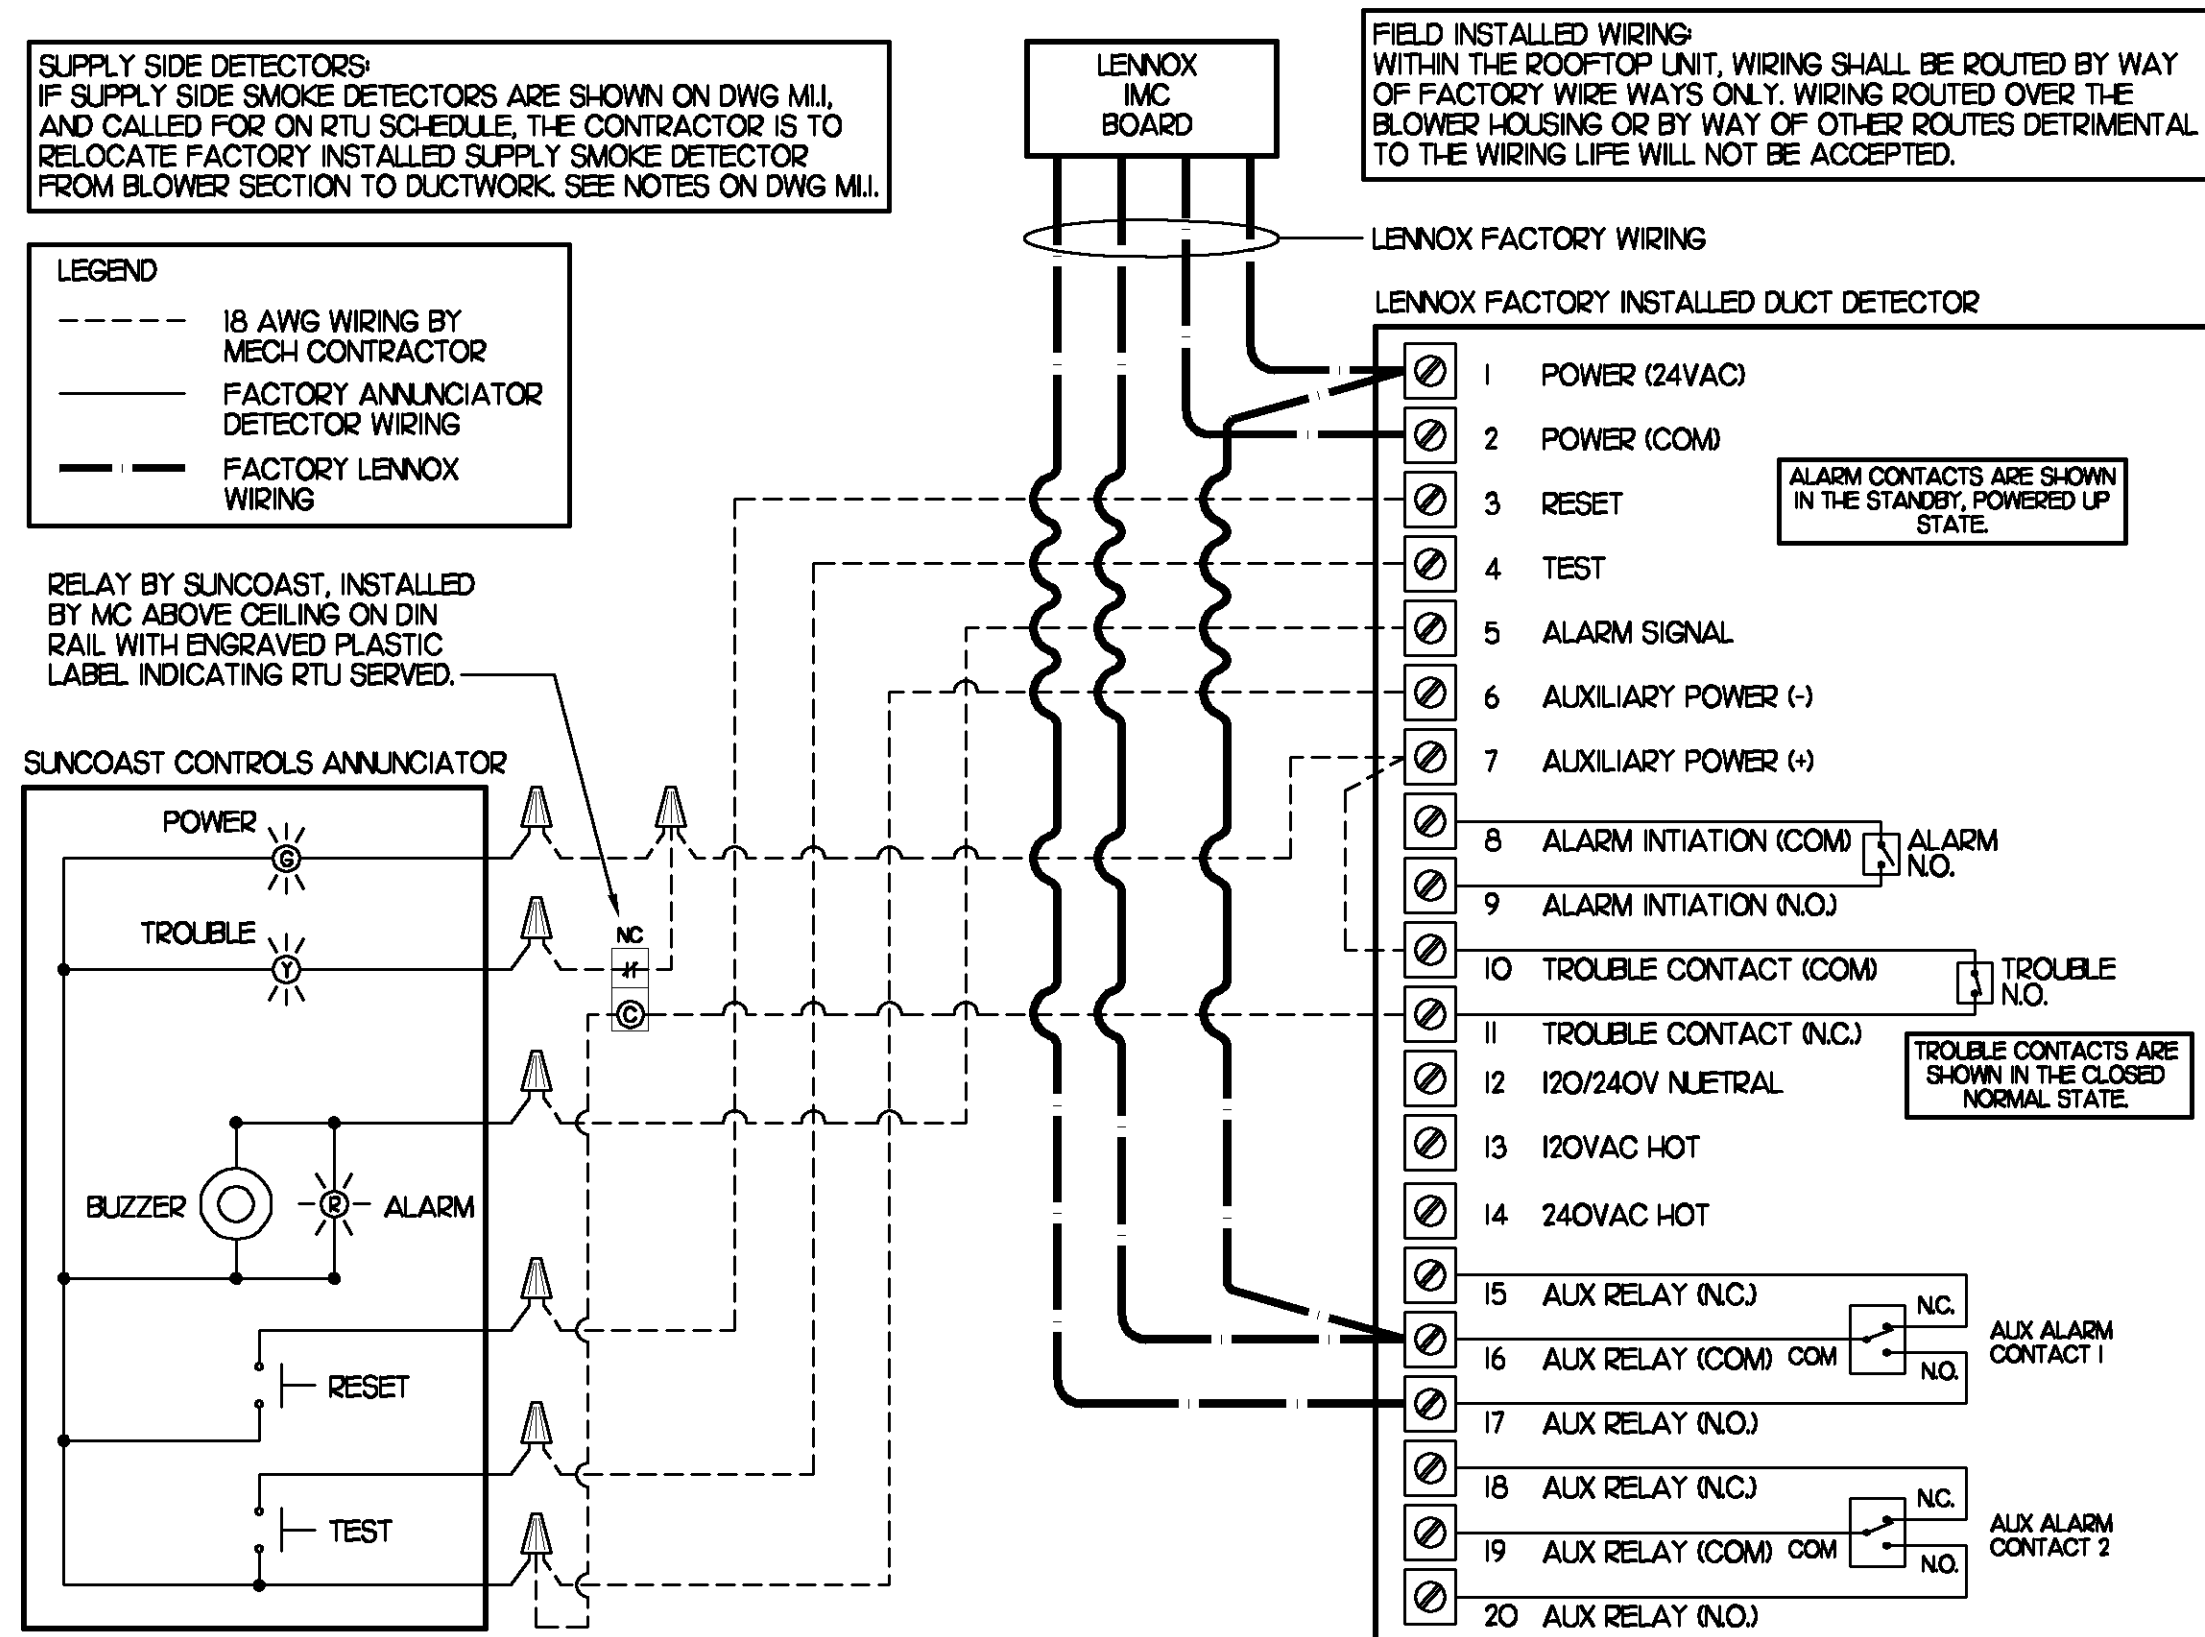 SUPPLY SIDE DETECTORS:
IF SUPPLY SIDE SMOKE DETECTORS ARE SHOWN ON DWG M1.1,
AND CALLED FOR ON RTU SCHEDULE, THE CONTRACTOR IS TO
RELOCATE FACTORY INSTALLED SUPPLY SMOKE DETECTOR
FROM BLOWER SECTION TO DUCTWORK. SEE NOTES ON DWG M1.1.
LENNOX
IMC
BOARD
FIELD INSTALLED WIRING:
WITHIN THE ROOFTOP UNIT, WIRING SHALL BE ROUTED BY WAY
OF FACTORY WIRE WAYS ONLY. WIRING ROUTED OVER THE
BLOWER HOUSING OR BY WAY OF OTHER ROUTES DETRIMENTAL
TO THE WIRING LIFE WILL NOT BE ACCEPTED.
LENNOX FACTORY WIRING
LEGEND
18 AWG WIRING BY
MECH CONTRACTOR
FACTORY ANNUNCIATOR
DETECTOR WIRING
FACTORY LENNOX
WIRING
RELAY BY SUNCOAST, INSTALLED
BY MC ABOVE CEILING ON DIN
RAIL WITH ENGRAVED PLASTIC
LABEL INDICATING RTU SERVED.
SUNCOAST CONTROLS ANNUNCIATOR
POWER
G
TROUBLE
Y
NC
C
BUZZER
R
ALARM
RESET
TEST
LENNOX FACTORY INSTALLED DUCT DETECTOR
1 POWER (24VAC)
2 POWER (COM)
3 RESET
4 TEST
5 ALARM SIGNAL
6 AUXILIARY POWER (-)
7 AUXILIARY POWER (+)
8 ALARM INTIATION (COM)
9 ALARM INTIATION (N.O.)
10 TROUBLE CONTACT (COM)
11 TROUBLE CONTACT (N.C.)
12 120/240V NUETRAL
13 120VAC HOT
14 240VAC HOT
15 AUX RELAY (N.C.)
16 AUX RELAY (COM)
17 AUX RELAY (N.O.)
18 AUX RELAY (N.C.)
19 AUX RELAY (COM)
20 AUX RELAY (N.O.)
ALARM CONTACTS ARE SHOWN
IN THE STANDBY, POWERED UP
STATE.
ALARM
N.O.
TROUBLE
N.O.
TROUBLE CONTACTS ARE
SHOWN IN THE CLOSED
NORMAL STATE.
N.C.
COM
N.O.
AUX ALARM
CONTACT 1
N.C.
COM
N.O.
AUX ALARM
CONTACT 2